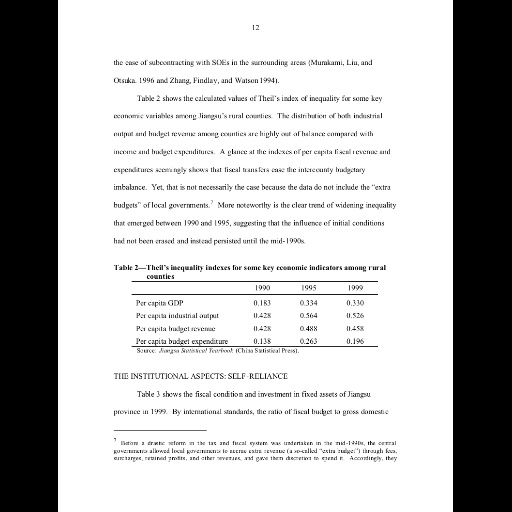 12
the ease of subcontracting with SOEs in the surrounding areas (Murakami, Liu, and
Otsuka. 1996 and Zhang, Findlay, and Watson 1994).
Table 2 shows the calculated values of Theil's index of inequality for some key
economic variables among Jiangsu's rural counties. The distribution of both industrial
output and budget revenue among counties are highly out of balance compared with
income and budget expenditures. A glance at the indexes of per capita fiscal revenue and
expenditures seemingly shows that fiscal transfers ease the intercounty budgetary
imbalance. Yet, that is not necessarily the case because the data do not include the "extra
budgets" of local governments.7 More noteworthy is the clear trend of widening inequality
that emerged between 1990 and 1995, suggesting that the influence of initial conditions
had not been erased and instead persisted until the mid-1990s.
Table 2—Theil's inequality indexes for some key economic indicators among rural
counties
1990 1995 1999
Per capita GDP 0.183 0.334 0.330
Per capita industrial output 0.428 0.564 0.526
Per capita budget revenue 0.428 0.488 0.458
Per capita budget expenditure 0.138 0.263 0.196
Source: Jiangsu Statistical Yearbook (China Statistical Press).
THE INSTITUTIONAL ASPECTS: SELF-RELIANCE
Table 3 shows the fiscal condition and investment in fixed assets of Jiangsu
province in 1999. By international standards, the ratio of fiscal budget to gross domestic
7 Before a drastic reform in the tax and fiscal system was undertaken in the mid-1990s, the central
governments allowed local governments to accrue extra revenue (a so-called "extra budget") through fees,
surcharges, retained profits, and other revenues, and gave them discretion to spend it. Accordingly, they